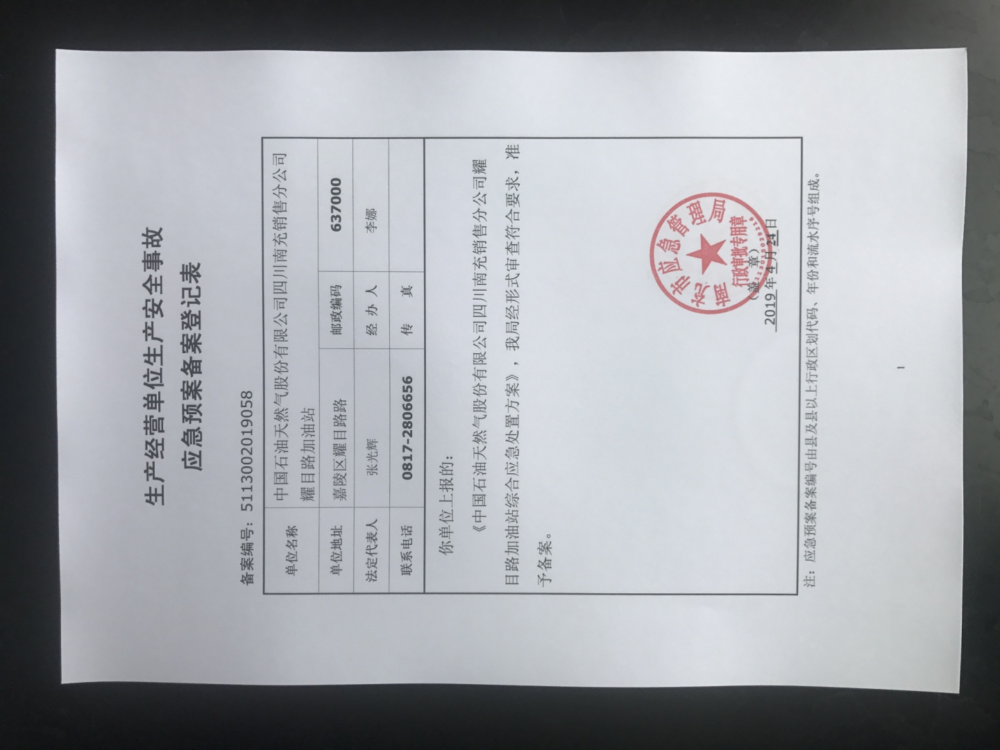 生产经营单位生产安全事故
应急预案备案登记表
备案编号：5113002019058
单位名称 中国石油天然气股份有限公司四川南充销售分公司
耀目路加油站
单位地址 嘉陵区耀目路路 邮政编码 637000
法定代表人 张光辉 经办人 李娜
联系电话 0817-2806656 传真
你单位上报的：
《中国石油天然气股份有限公司四川南充销售分公司耀
目路加油站综合应急处置方案》，我局经形式审查符合要求，准
予备案。
南充市应急管理局
行政审批专用章
（盖 章）
2019 年 4 月 24 日
注：应急预案备案编号由县及县以上行政区划代码、年份和流水序号组成。
1